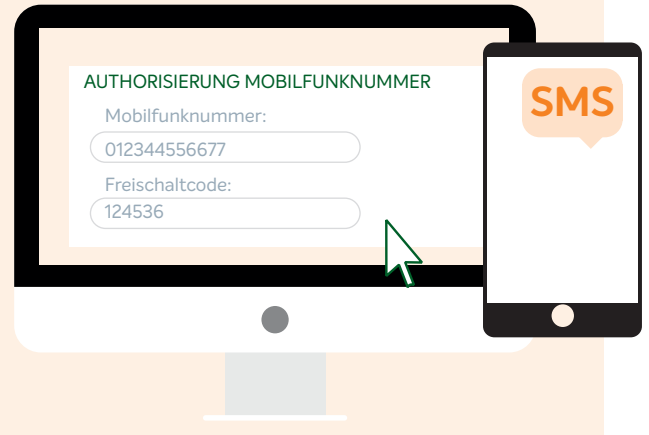 AUTHORISIERUNG MOBILFUNKNUMMER
Mobilfunknummer:
012344556677
Freischaltcode:
124536
SMS